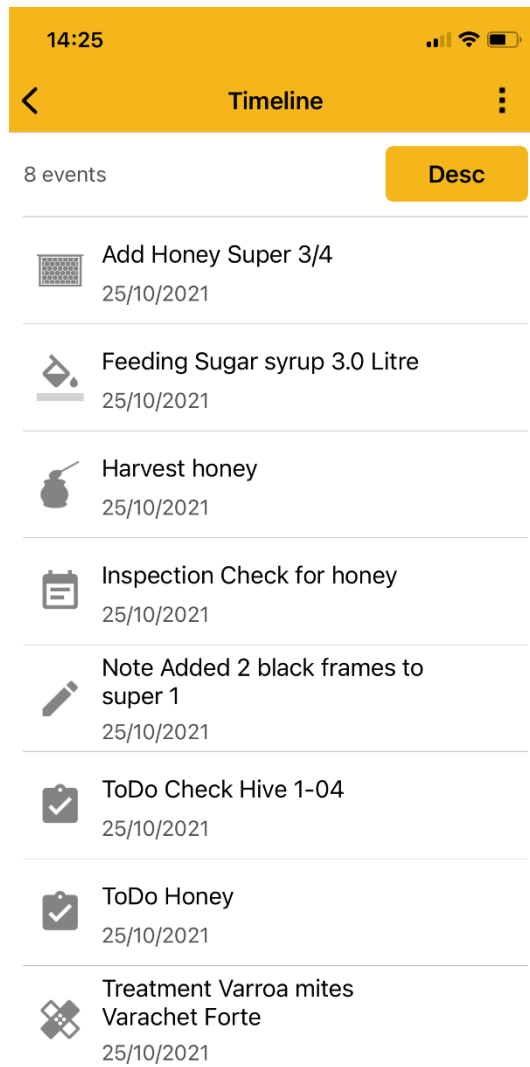 14:25
Timeline
8 events
Desc
Add Honey Super 3/4
25/10/2021
Feeding Sugar syrup 3.0 Litre
25/10/2021
Harvest honey
25/10/2021
Inspection Check for honey
25/10/2021
Note Added 2 black frames to
super 1
25/10/2021
ToDo Check Hive 1-04
25/10/2021
ToDo Honey
25/10/2021
Treatment Varroa mites
Varachet Forte
25/10/2021